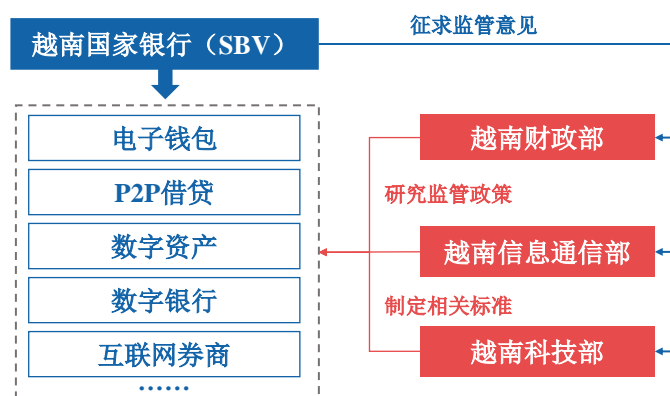 越南国家银行（SBV）
征求监管意见
电子钱包
P2P借贷
数字资产
数字银行
互联网券商
……
越南财政部
研究监管政策
越南信息通信部
制定相关标准
越南科技部